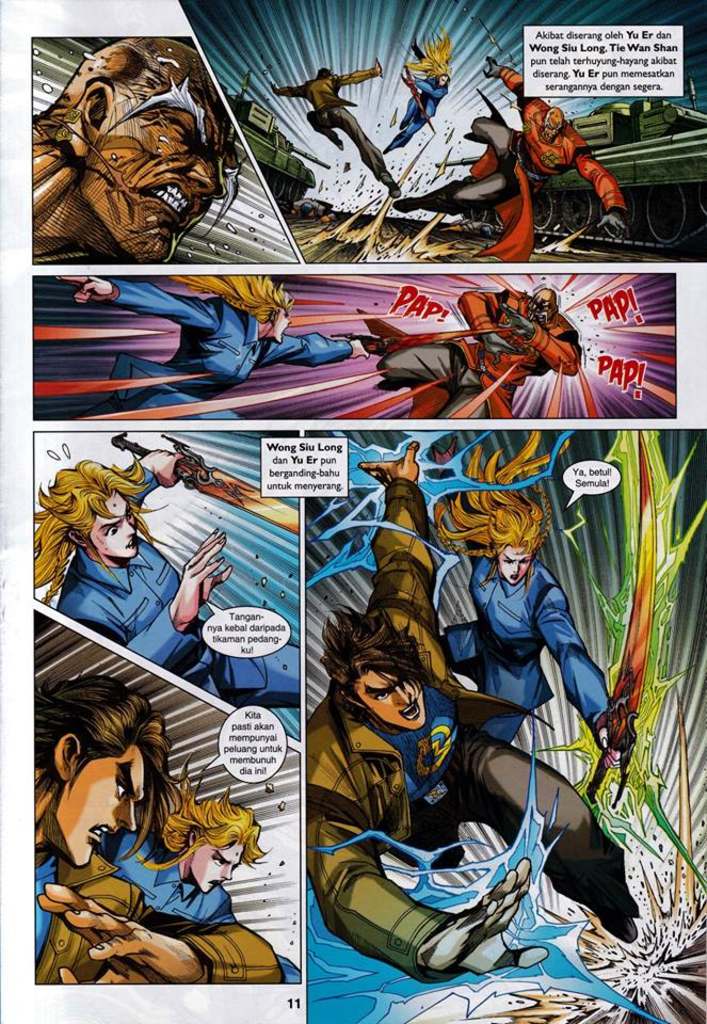 Akibat diserang oleh Yu Er dan
Wong Siu Long. Tie Wan Shan
pun telah terhuyung-hayang akibat
diserang. Yu Er pun memesatkan
serangannya dengan segera.
PAP!
PAP!
PAP!
Wong Siu Long
dan Yu Er pun
berganding-bahu
untuk menyerang.
Tangan-
nya kebal daripada
tikaman pedang-
ku!
Ya, betul!
Semula!
Kita
pasti akan
mempunyai
peluang untuk
membunuh
dia ini!
11